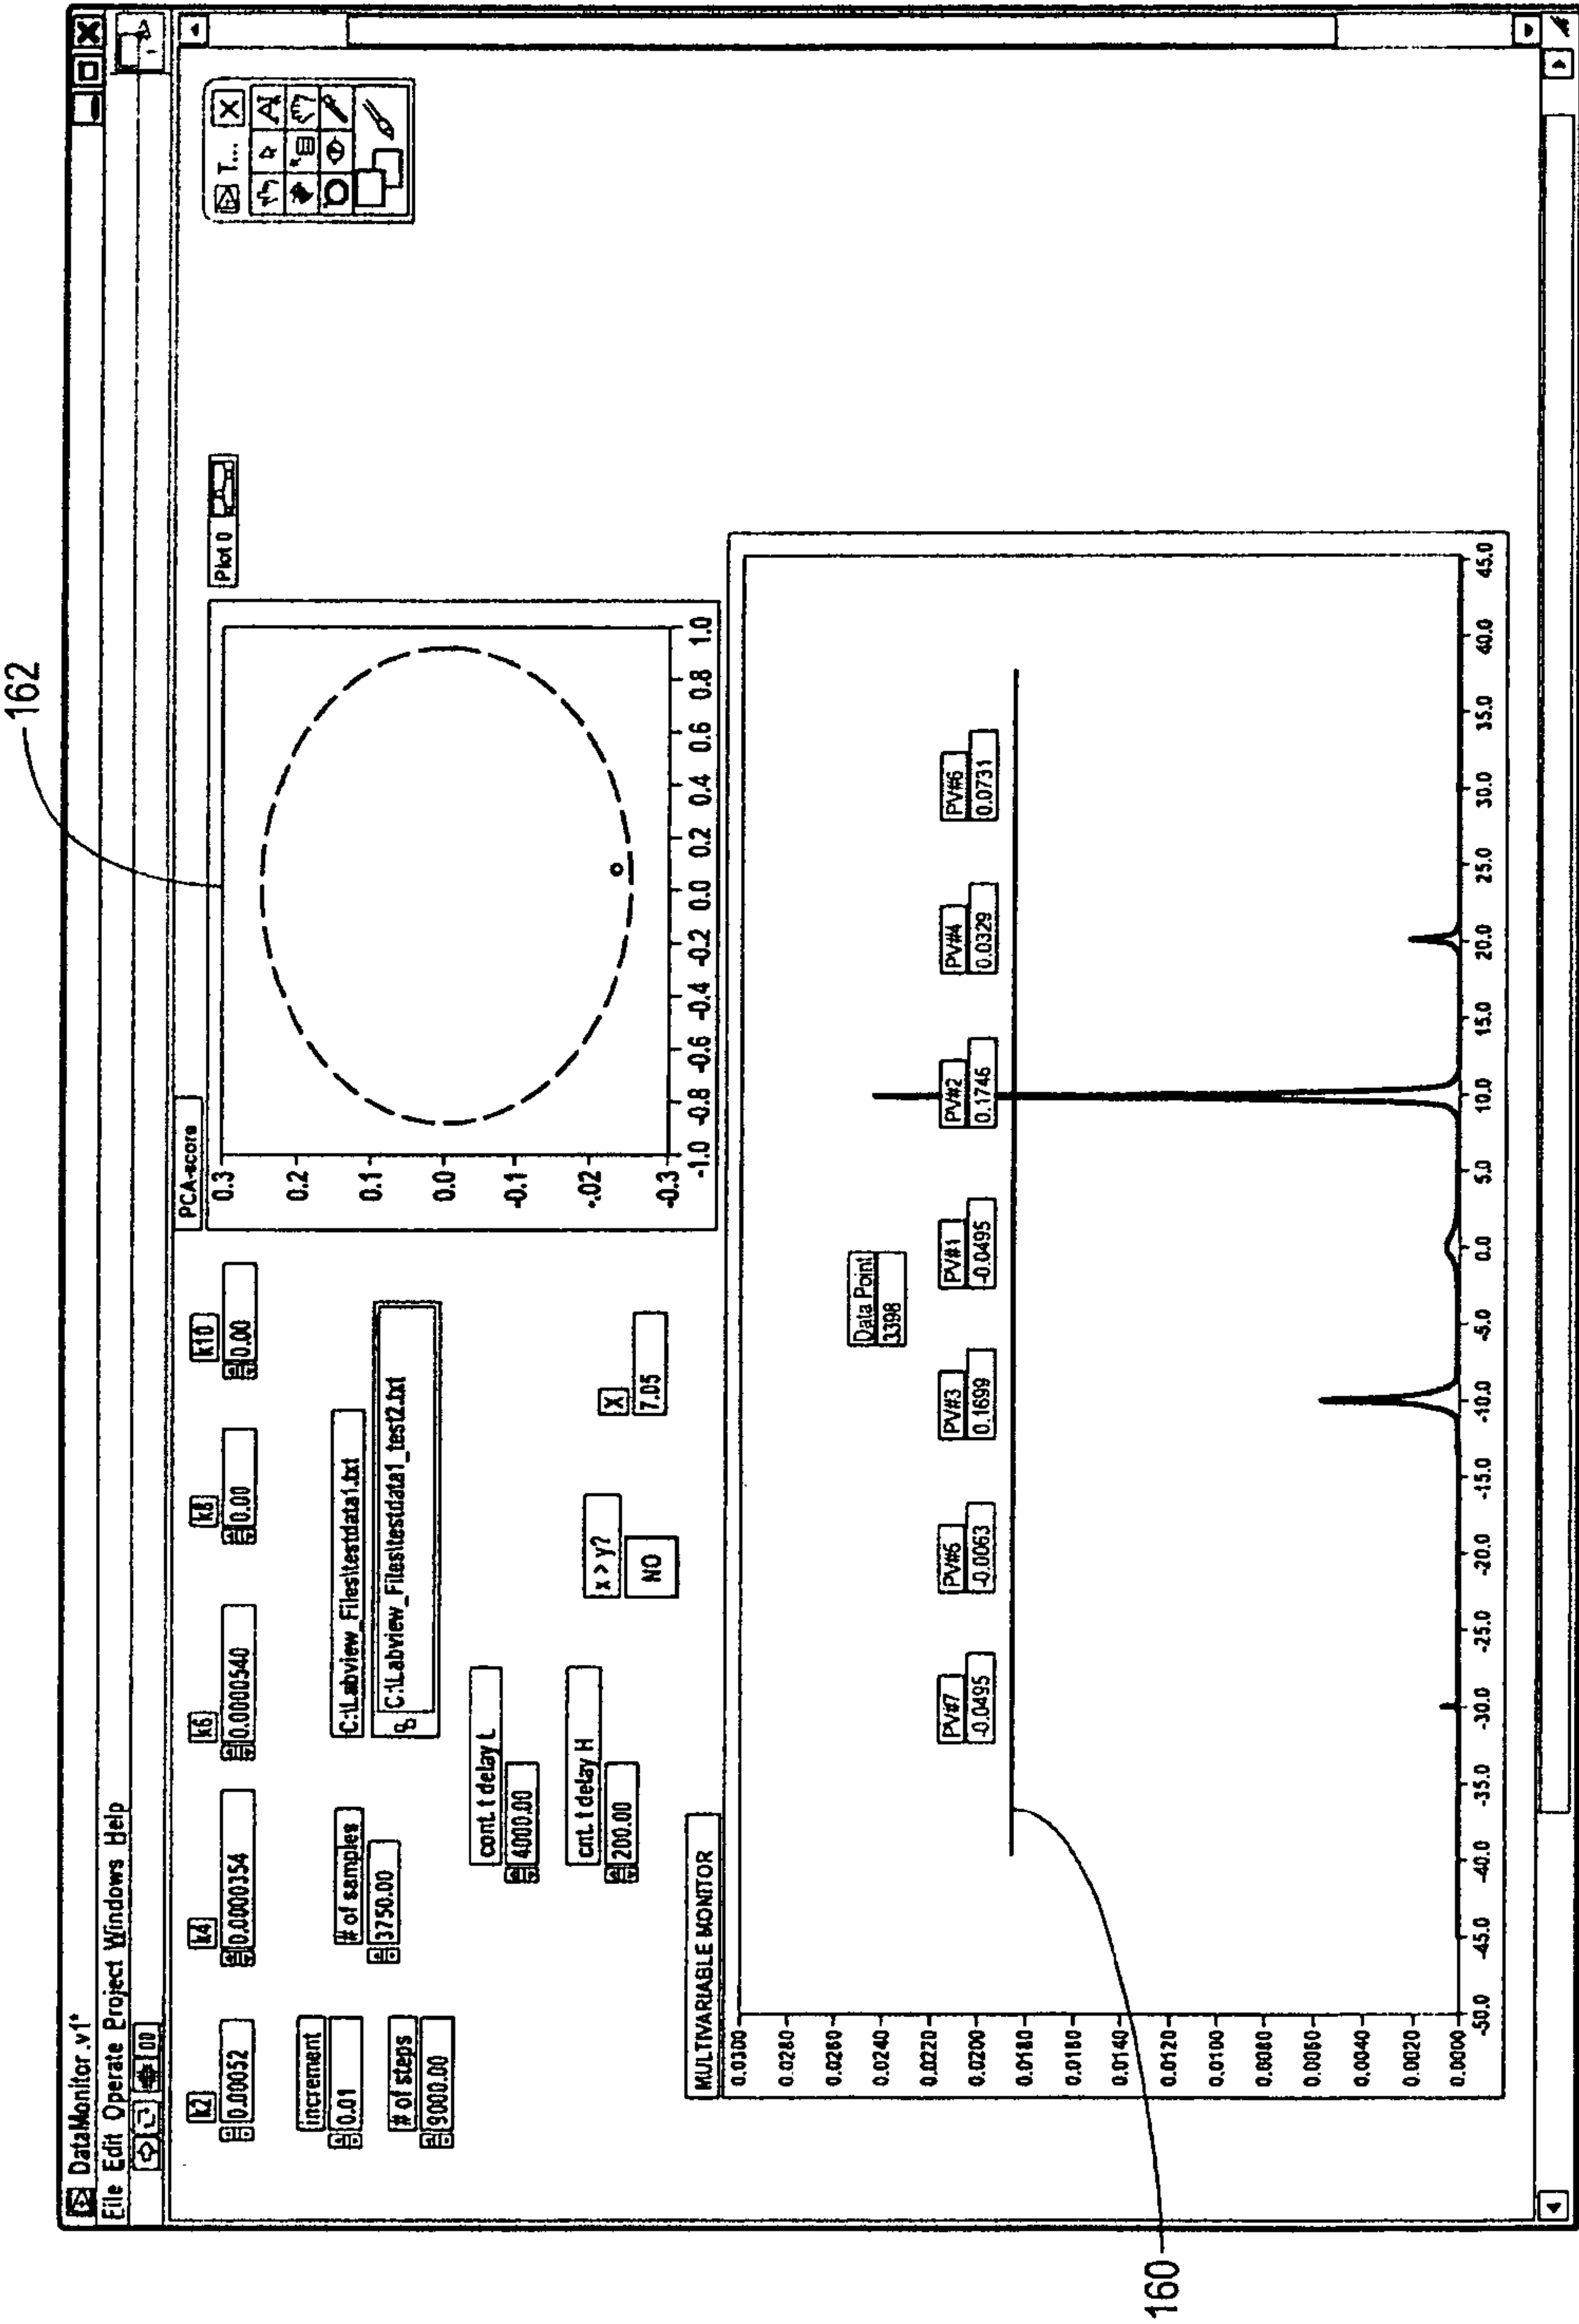 162
DataMonitor.v1*
File Edit Operate Project Windows Help
k2
0.00052
k4
0.0000354
k6
0.0000540
k8
0.00
k10
0.00
increment
0.01
# of steps
9000.00
# of samples
3750.00
C:\Labview_Files\testdata1.txt
C:\Labview_Files\testdata1_test2.txt
cont. t delay L
4000.00
cnt. t delay H
200.00
x > y?
NO
X
7.05
PCA-score
0.3
0.2
0.1
0.0
-0.1
-.02
-0.3
-1.0 -0.8 -0.6 -0.4 -0.2 0.0 0.2 0.4 0.6 0.8 1.0
Plot 0
T...
MULTIVARIABLE MONITOR
0.0300
0.0280
0.0260
0.0240
0.0220
0.0200
0.0180
0.0180
0.0140
0.0120
0.0100
0.0080
0.0060
0.0040
0.0020
0.0000
-50.0 -45.0 -40.0 -35.0 -30.0 -25.0 -20.0 -15.0 -10.0 -5.0 0.0 5.0 10.0 15.0 20.0 25.0 30.0 35.0 40.0 45.0
Data Point
3398
PV#7
-0.0495
PV#5
-0.0063
PV#3
0.1699
PV#1
-0.0495
PV#2
0.1746
PV#4
0.0329
PV#6
0.0731
160